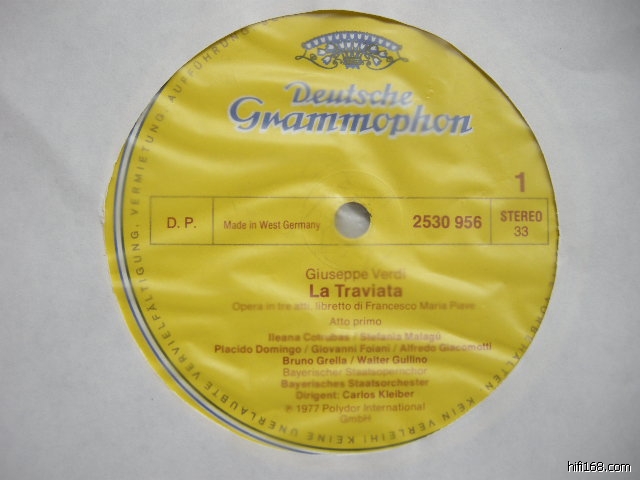 Deutsche
Grammophon
1
D. P.
Made in West Germany
2530 956
STEREO
33
Giuseppe Verdi
La Traviata
Opera in tre atti, libretto di Francesco Maria Piave
Atto primo
Ileana Cotrubas / Stefania Malagú
Placido Domingo / Giovanni Foiani / Alfredo Giacomotti
Bruno Grella / Walter Gullino
Bayerischer Staatsopernchor
Bayerisches Staatsorchester
Dirigent: Carlos Kleiber
℗ 1977 Polydor International
GmbH
KEIN VERLEIH! KEINE UNERLAUBTE VERVIELFÄLTIGUNG, VERMIETUNG, AUFFÜHRUNG,
hifi168.com